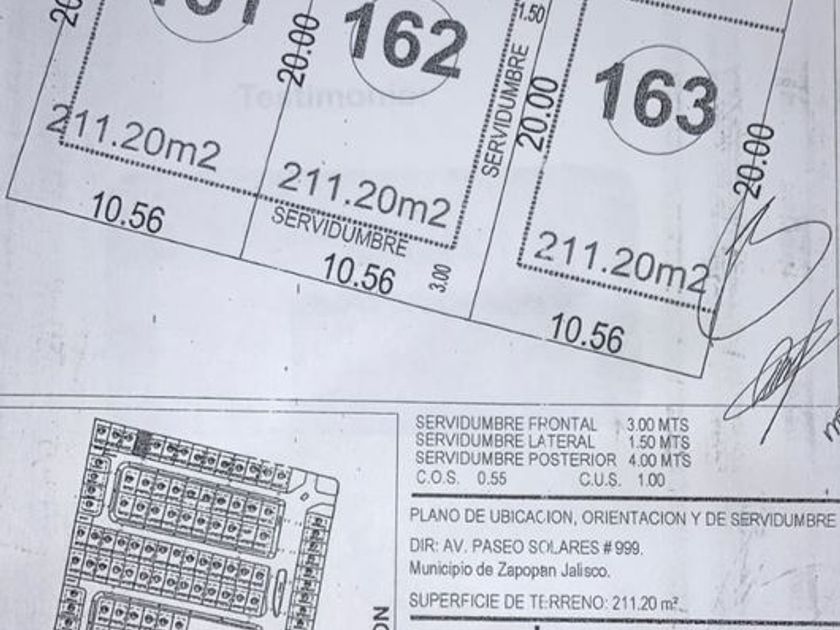 1.50
162
20.00
163
20.00
SERVIDUMBRE
20.00
211.20m2
211.20m2
211.20m2
10.56
SERVIDUMBRE
10.56
3.00
10.56
SERVIDUMBRE FRONTAL 3.00 MTS
SERVIDUMBRE LATERAL 1.50 MTS
SERVIDUMBRE POSTERIOR 4.00 MTS
C.O.S. 0.55 C.U.S. 1.00
PLANO DE UBICACION, ORIENTACION Y DE SERVIDUMBRE
DIR: AV. PASEO SOLARES # 999.
Municipio de Zapopan Jalisco.
SUPERFICIE DE TERRENO: 211.20 m².